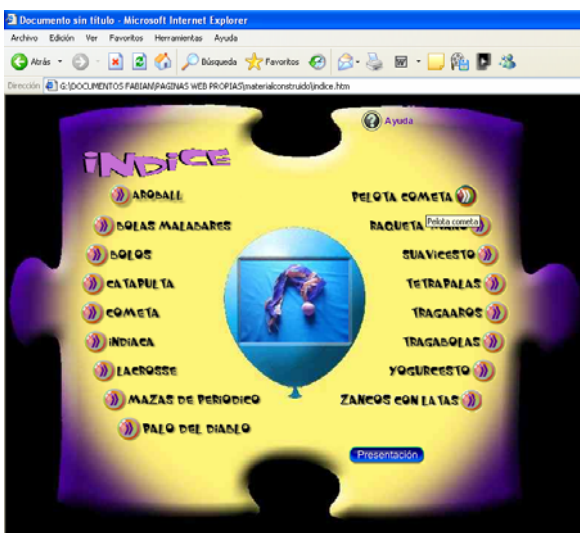 Documento sin título - Microsoft Internet Explorer
Archivo Edición Ver Favoritos Herramientas Ayuda
Atrás Búsqueda Favoritos
Dirección G:\DOCUMENTOS FABIAN\PAGINAS WEB PROPIAS\materialconstruido\indice.htm
Ayuda
INDICE
AROBALL
BOLAS MALABARES
BOLOS
CATAPULTA
COMETA
INDIACA
LACROSSE
MAZAS DE PERIODICO
PALO DEL DIABLO
PELOTA COMETA
RAQUETA
Pelota cometa
SUAVICESTO
TETRAPALAS
TRAGAAROS
TRAGABOLAS
YOGURCESTO
ZANCOS CON LATAS
Presentación